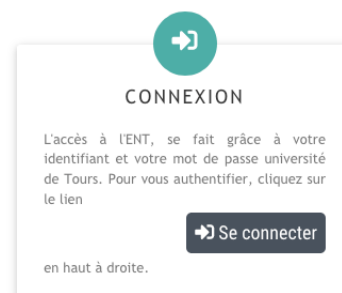 CONNEXION
L'accès à l'ENT, se fait grâce à votre
identifiant et votre mot de passe université
de Tours. Pour vous authentifier, cliquez sur
le lien
Se connecter
en haut à droite.